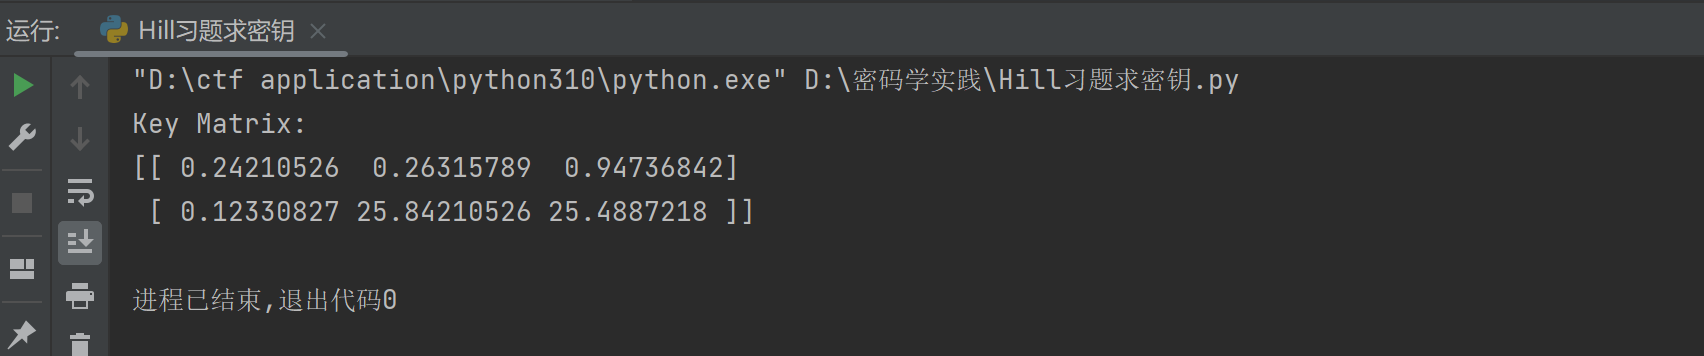 运行: Hill习题求密钥
"D:\ctf application\python310\python.exe" D:\密码学实践\Hill习题求密钥.py
Key Matrix:
[[ 0.24210526  0.26315789  0.94736842]
 [ 0.12330827 25.84210526 25.4887218 ]]
进程已结束,退出代码0